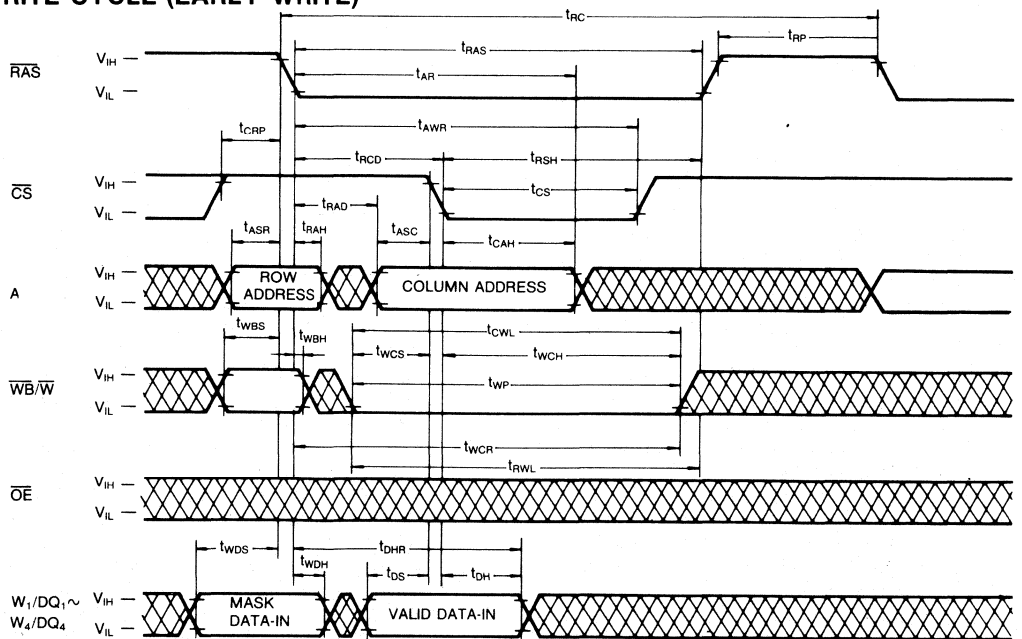 RITE CYCLE (EARLY WRITE)
tRC
tRP
tRAS
RAS
VIH
tAR
VIL
tAWR
tCRP
tRCD
tRSH
CS
VIH
tCS
tRAD
VIL
tASR
tRAH
tASC
tCAH
A
VIH
ROW
ADDRESS
COLUMN ADDRESS
VIL
tWBS
tWBH
tCWL
tWCS
tWCH
WB/W
VIH
tWP
VIL
tWCR
tRWL
OE
VIH
VIL
tWDS
tDHR
tWDH
tDS
tDH
W1/DQ1~
W4/DQ4
VIH
MASK
DATA-IN
VALID DATA-IN
VIL